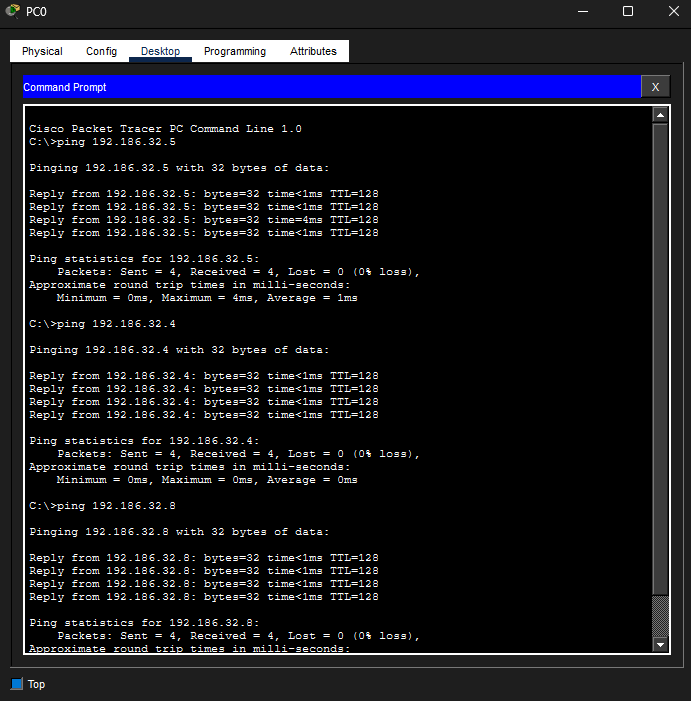 PC0
Physical Config Desktop Programming Attributes
Command Prompt X
Cisco Packet Tracer PC Command Line 1.0
C:\>ping 192.186.32.5
Pinging 192.186.32.5 with 32 bytes of data:
Reply from 192.186.32.5: bytes=32 time<1ms TTL=128
Reply from 192.186.32.5: bytes=32 time<1ms TTL=128
Reply from 192.186.32.5: bytes=32 time=4ms TTL=128
Reply from 192.186.32.5: bytes=32 time<1ms TTL=128
Ping statistics for 192.186.32.5:
Packets: Sent = 4, Received = 4, Lost = 0 (0% loss),
Approximate round trip times in milli-seconds:
Minimum = 0ms, Maximum = 4ms, Average = 1ms
C:\>ping 192.186.32.4
Pinging 192.186.32.4 with 32 bytes of data:
Reply from 192.186.32.4: bytes=32 time<1ms TTL=128
Reply from 192.186.32.4: bytes=32 time<1ms TTL=128
Reply from 192.186.32.4: bytes=32 time<1ms TTL=128
Reply from 192.186.32.4: bytes=32 time<1ms TTL=128
Ping statistics for 192.186.32.4:
Packets: Sent = 4, Received = 4, Lost = 0 (0% loss),
Approximate round trip times in milli-seconds:
Minimum = 0ms, Maximum = 0ms, Average = 0ms
C:\>ping 192.186.32.8
Pinging 192.186.32.8 with 32 bytes of data:
Reply from 192.186.32.8: bytes=32 time<1ms TTL=128
Reply from 192.186.32.8: bytes=32 time<1ms TTL=128
Reply from 192.186.32.8: bytes=32 time<1ms TTL=128
Reply from 192.186.32.8: bytes=32 time<1ms TTL=128
Ping statistics for 192.186.32.8:
Packets: Sent = 4, Received = 4, Lost = 0 (0% loss),
Approximate round trip times in milli-seconds:
Top